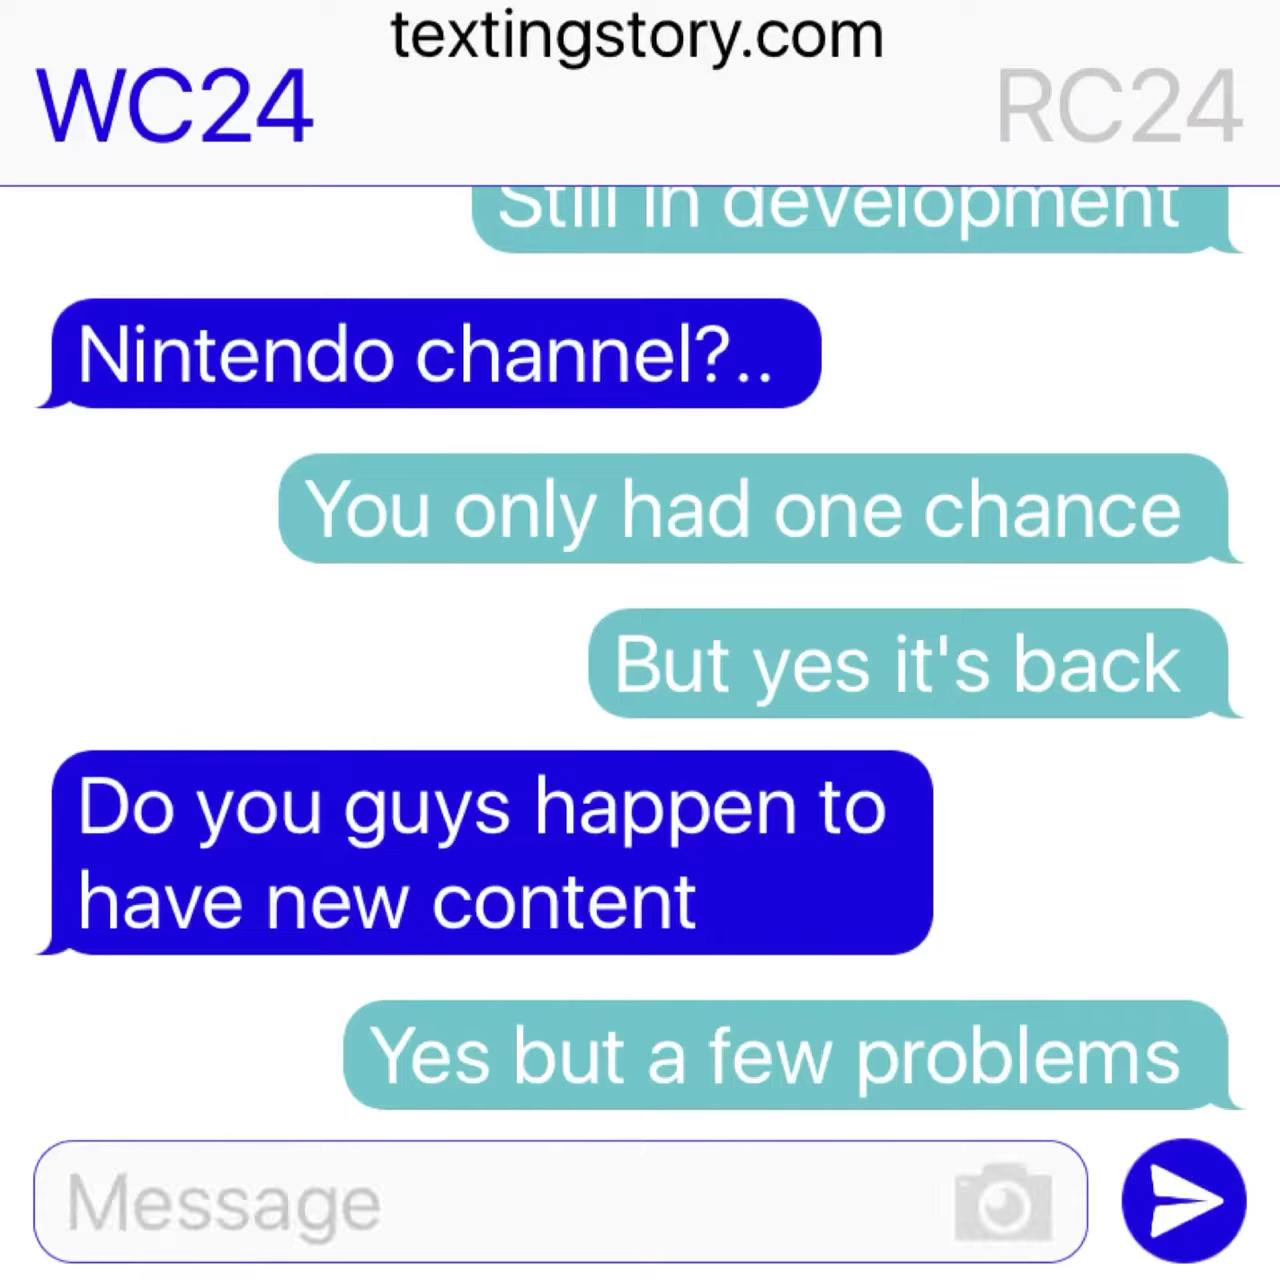 textingstory.com
WC24
RC24
Still in development
Nintendo channel?..
You only had one chance
But yes it's back
Do you guys happen to
have new content
Yes but a few problems
Message